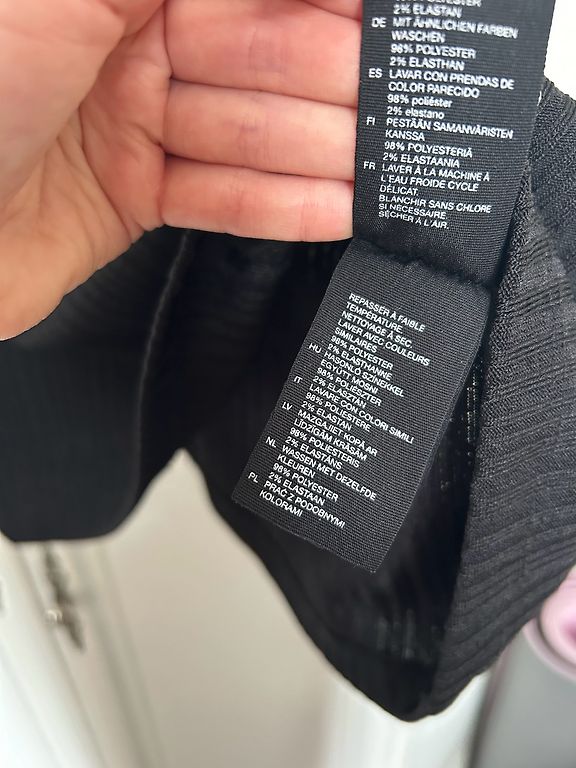 2% ELASTAN
DE MIT ÄHNLICHEN FARBEN
WASCHEN
98% POLYESTER
2% ELASTHAN
ES LAVAR CON PRENDAS DE
COLOR PARECIDO
98% poliéster
2% elastano
FI PESTÄÄN SAMANVÄRISTEN
KANSSA
98% POLYESTERIÄ
2% ELASTAANIA
FR LAVER À LA MACHINE À
L'EAU FROIDE CYCLE
DÉLICAT.
BLANCHIR SANS CHLORE
SI NÉCESSAIRE
SÉCHER À L'AIR.
REPASSER À FAIBLE
TEMPÉRATURE.
NETTOYAGE À SEC.
LAVER AVEC COULEURS
SIMILAIRES
98% POLYESTER
2% ELASTHANNE
HU HASONLÓ SZÍNEKKEL
EGYÜTT MOSNI
98% POLIÉSZTER
2% ELASZTÁN
IT LAVARE CON COLORI SIMILI
98% POLIESTERE
2% ELASTAN
LV MAZGĀJIET KOPĀ AR
LĪDZĪGĀM KRĀSĀM
98% POLIESTERIS
2% ELASTĀNS
NL WASSEN MET DEZELFDE
KLEUREN
98% POLYESTER
2% ELASTAAN
PL PRAĆ Z PODOBNYMI
KOLORAMI